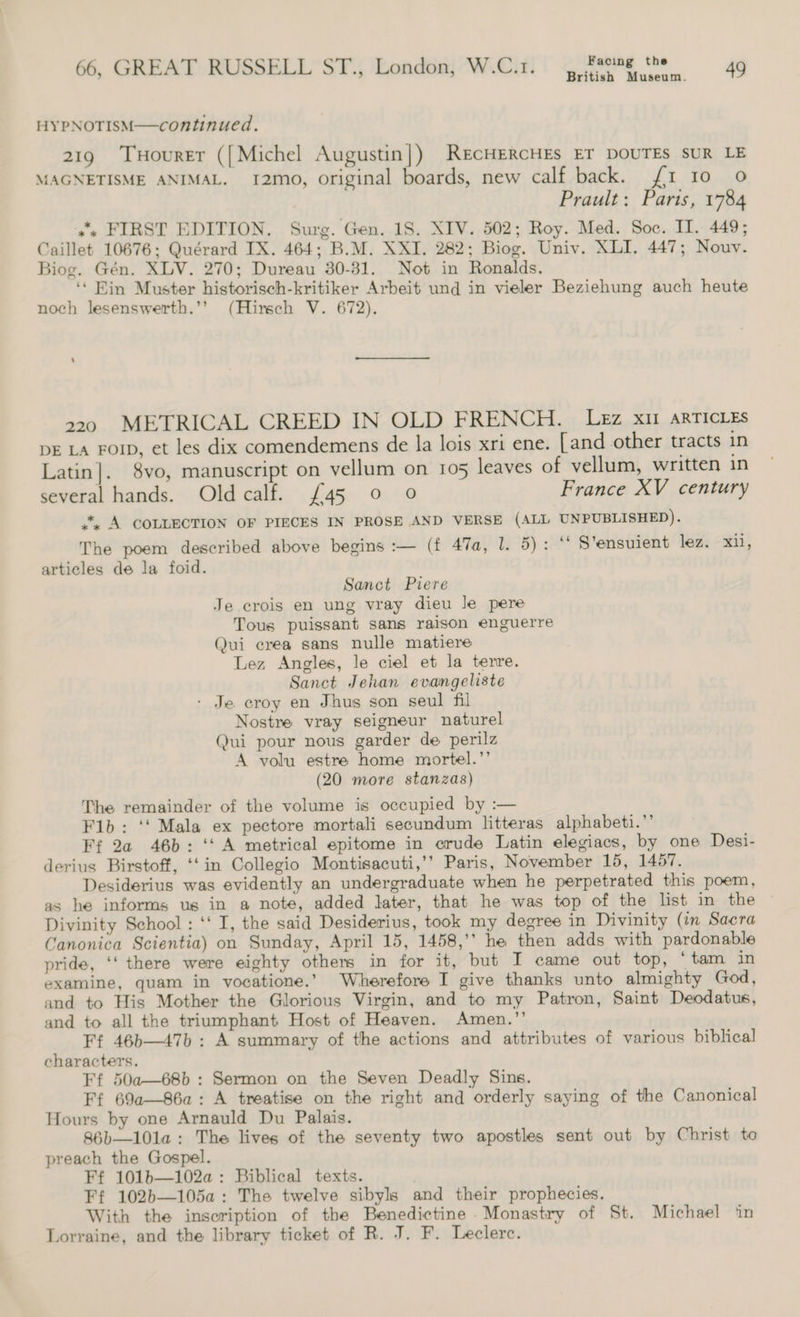 66, GREAT RUSSELL ST., London, W.C.1. Facing the British Museum. 49
HYPNOTISM—continued.
219 THOURET ([Michel Augustin]) RECHERCHES ET DOUTES SUR LE
MAGNETISME ANIMAL. 12mo, original boards, new calf back. £1 10 0
Prault: Paris, 1784
⁂ FIRST EDITION. Surg. Gen. 1S. XIV. 502; Roy. Med. Soc. II. 449;
Caillet 10676; Quérard IX. 464; B.M. XXI. 282; Biog. Univ. XLI. 447; Nouv.
Biog. Gén. XLV. 270; Dureau 30-31. Not in Ronalds.
‘‘ Ein Muster historisch-kritiker Arbeit und in vieler Beziehung auch heute
noch lesenswerth.’’ (Hirsch V. 672).
220 METRICAL CREED IN OLD FRENCH. LEZ XII ARTICLES
DE LA FOID, et les dix comendemens de la lois xri ene. [and other tracts in
Latin]. 8vo, manuscript on vellum on 105 leaves of vellum, written in
several hands. Old calf. £45 0 0 France XV century
⁂ A COLLECTION OF PIECES IN PROSE AND VERSE (ALL UNPUBLISHED).
The poem described above begins :— (f 47a, l. 5): ‘‘ S’ensuient lez. xii,
articles de la foid.
Sanct Piere
Je crois en ung vray dieu le pere
Tous puissant sans raison enguerre
Qui crea sans nulle matiere
Lez Angles, le ciel et la terre.
Sanct Jehan evangeliste
Je croy en Jhus son seul fil
Nostre vray seigneur naturel
Qui pour nous garder de perilz
A volu estre home mortel.’’
(20 more stanzas)
The remainder of the volume is occupied by :—
F1b: ‘‘ Mala ex pectore mortali secundum litteras alphabeti.’’
Ff 2a 46b: ‘‘ A metrical epitome in crude Latin elegiacs, by one Desi-
derius Birstoff, ‘‘in Collegio Montisacuti,’’ Paris, November 15, 1457.
Desiderius was evidently an undergraduate when he perpetrated this poem,
as he informs us in a note, added later, that he was top of the list in the
Divinity School: ‘‘ I, the said Desiderius, took my degree in Divinity (in Sacra
Canonica Scientia) on Sunday, April 15, 1458,’’ he then adds with pardonable
pride, ‘‘ there were eighty others in for it, but I came out top, ‘tam in
examine, quam in vocatione.’ Wherefore I give thanks unto almighty God,
and to His Mother the Glorious Virgin, and to my Patron, Saint Deodatus,
and to all the triumphant Host of Heaven. Amen.’’
Ff 46b—47b: A summary of the actions and attributes of various biblical
characters.
Ff 50a—68b: Sermon on the Seven Deadly Sins.
Ff 69a—86a: A treatise on the right and orderly saying of the Canonical
Hours by one Arnauld Du Palais.
86b—101a: The lives of the seventy two apostles sent out by Christ to
preach the Gospel.
Ff 101b—102a: Biblical texts.
Ff 102b—105a: The twelve sibyls and their prophecies.
With the inscription of the Benedictine Monastry of St. Michael in
Lorraine, and the library ticket of R. J. F. Leclerc.